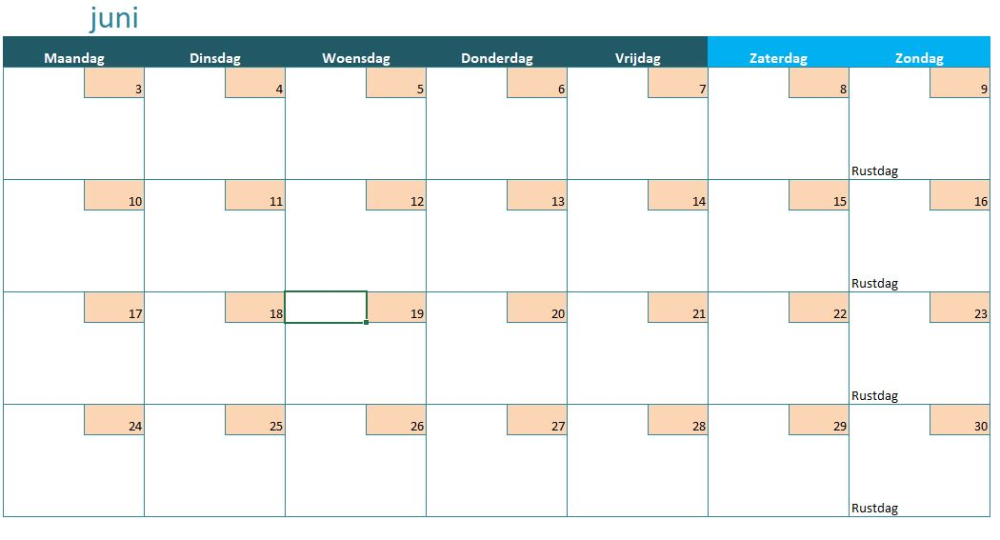 juni
Maandag Dinsdag Woensdag Donderdag Vrijdag Zaterdag Zondag
3 4 5 6 7 8 9
Rustdag
10 11 12 13 14 15 16
Rustdag
17 18 19 20 21 22 23
Rustdag
24 25 26 27 28 29 30
Rustdag